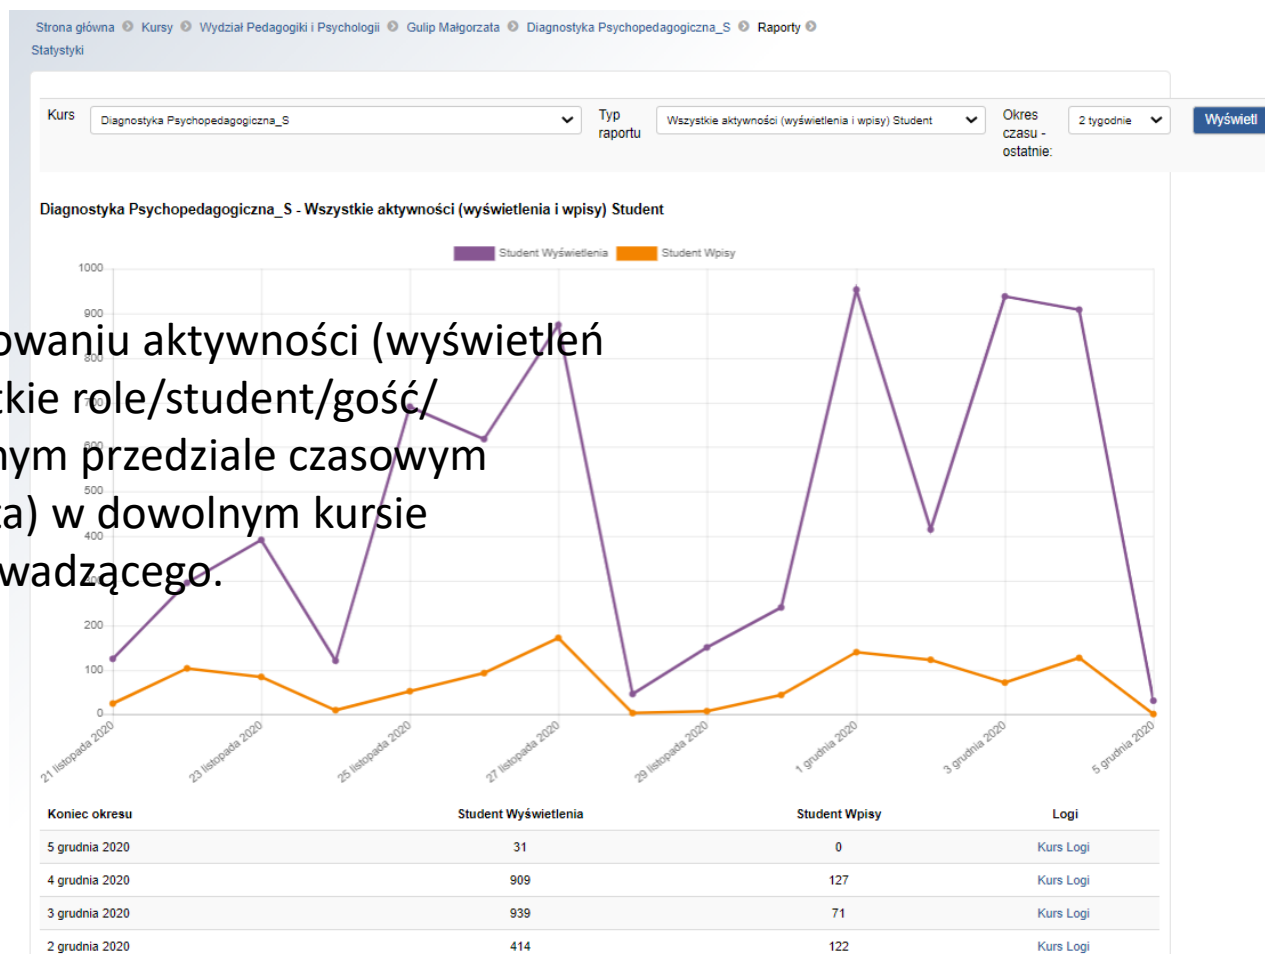 Strona główna Kursy Wydział Pedagogiki i Psychologii Gulip Małgorzata Diagnostyka Psychopedagogiczna_S Raporty
Statystyki
Kurs Diagnostyka Psychopedagogiczna_S Typ raportu Wszystkie aktywności (wyświetlenia i wpisy) Student Okres czasu - ostatnie: 2 tygodnie Wyświetl
Diagnostyka Psychopedagogiczna_S - Wszystkie aktywności (wyświetlenia i wpisy) Student
Student Wyświetlenia Student Wpisy
1000
900
owaniu aktywności (wyświetleń
800
tkie role/student/gość/
700
nym przedziale czasowym
600
500
ta) w dowolnym kursie
400
wadzącego.
300
200
100
0
21 listopada 2020 23 listopada 2020 25 listopada 2020 27 listopada 2020 29 listopada 2020 1 grudnia 2020 3 grudnia 2020 5 grudnia 2020
Koniec okresu Student Wyświetlenia Student Wpisy Logi
5 grudnia 2020 31 0 Kurs Logi
4 grudnia 2020 909 127 Kurs Logi
3 grudnia 2020 939 71 Kurs Logi
2 grudnia 2020 414 122 Kurs Logi